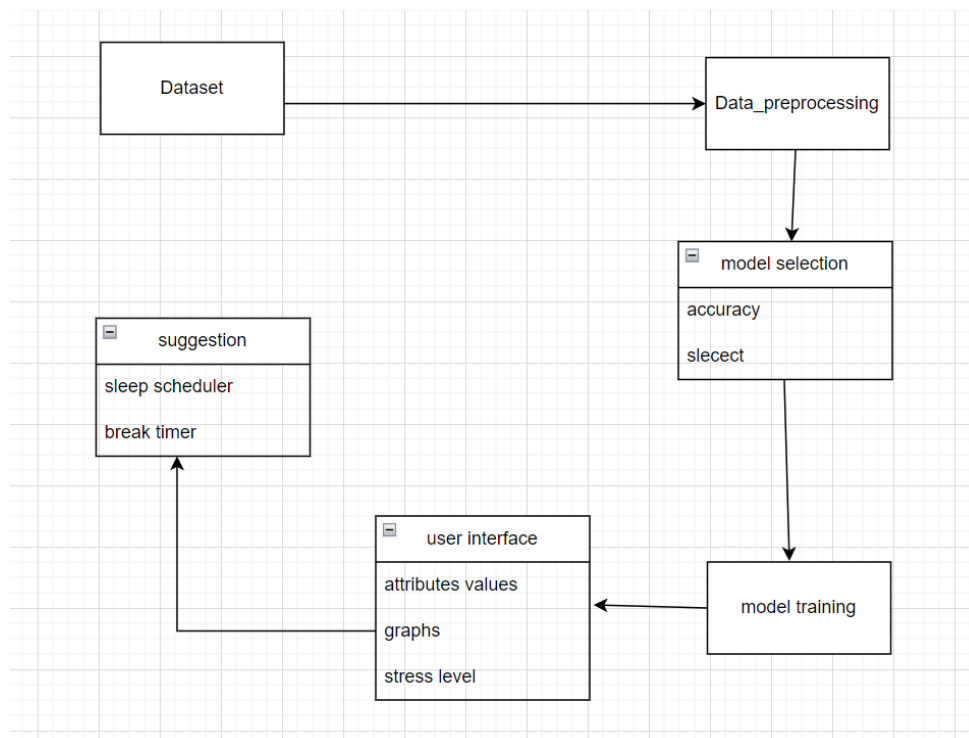 Dataset
Data_preprocessing
model selection
accuracy
slecect
suggestion
sleep scheduler
break timer
user interface
attributes values
graphs
stress level
model training